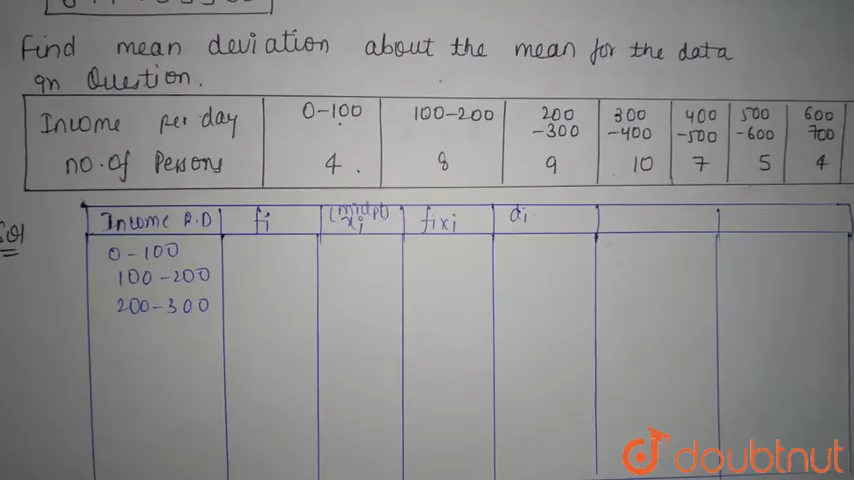 Find mean deviation about the mean for the data
qn Question.
Income per day 0-100 100-200 200-300 300-400 400-500 500-600 600 700
no. of Persons 4 8 9 10 7 5 4
Sol
Income P.D fi (midpt) xi fixi di
0-100
100-200
200-300
doubtnut